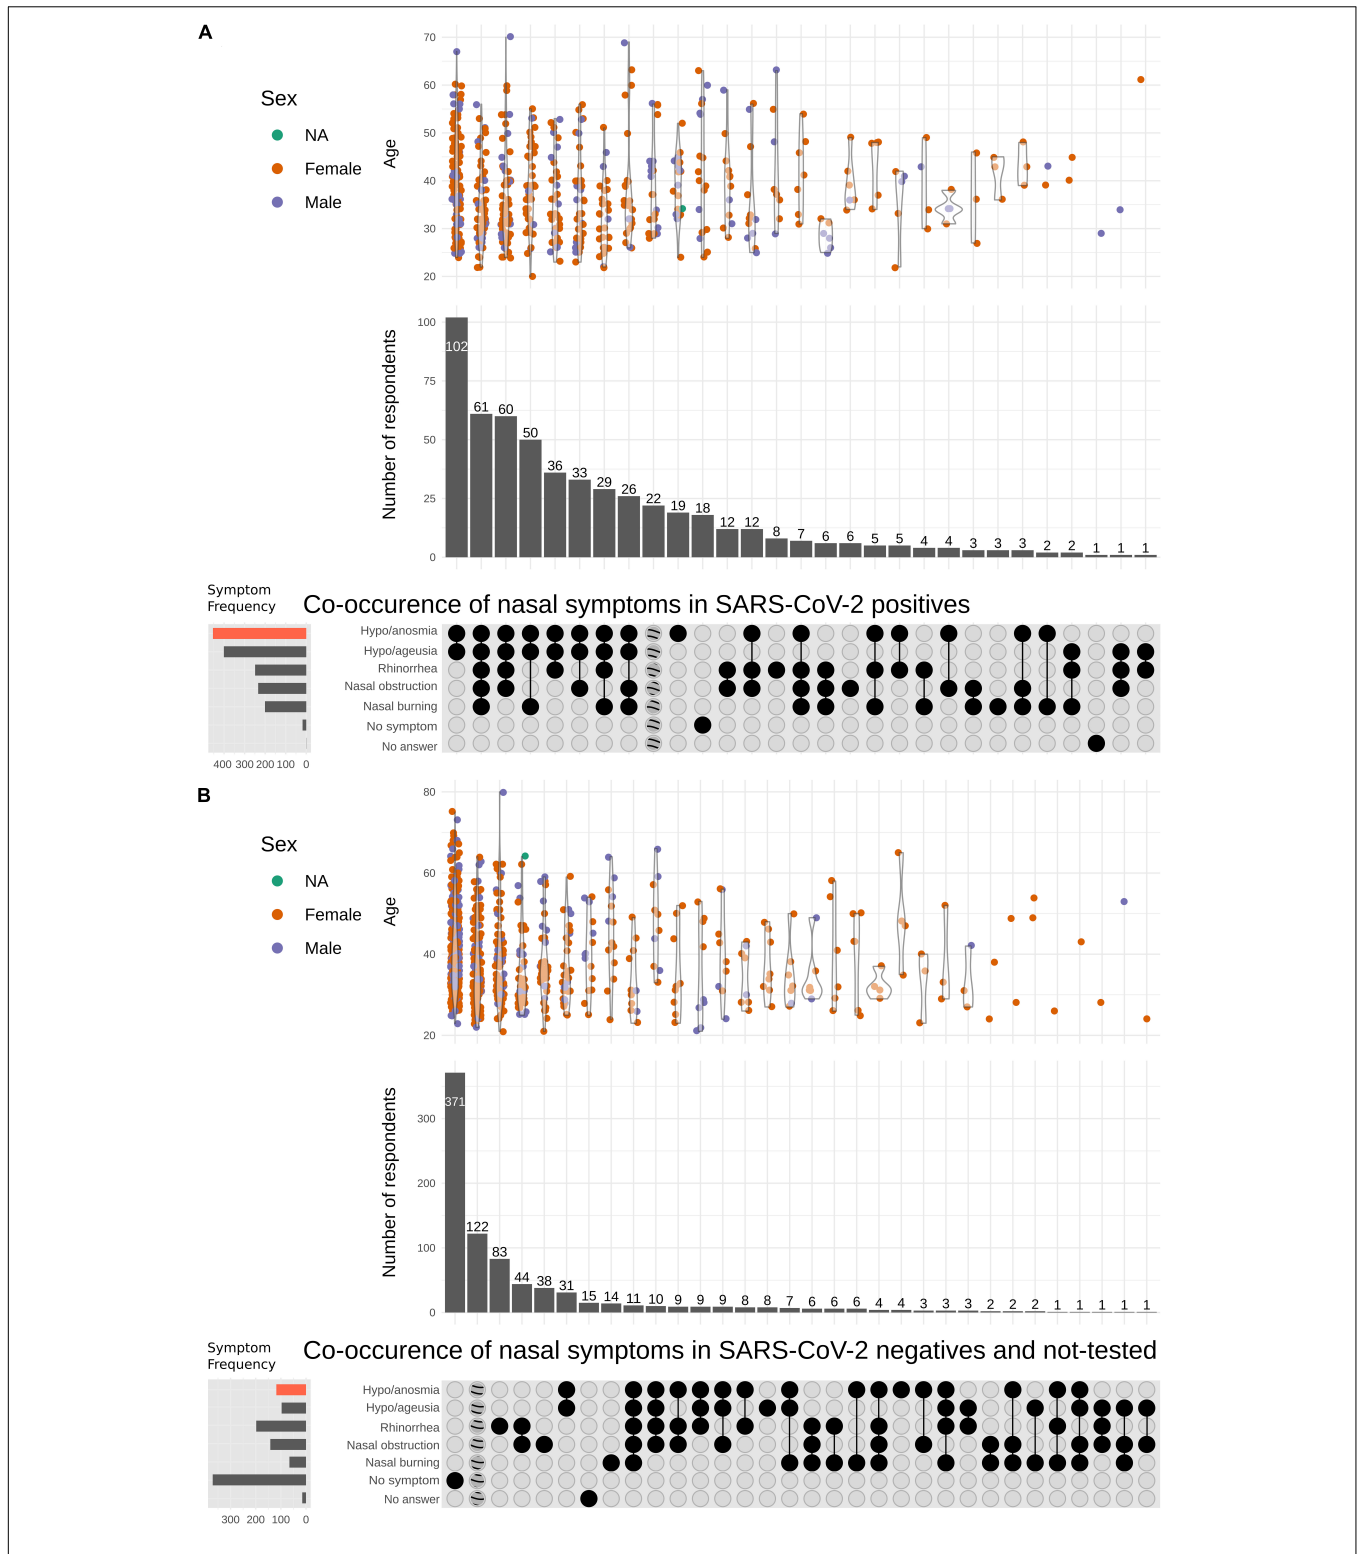 A
Sex
NA
Female
Male
Age
70
60
50
40
30
20
Number of respondents
100
75
50
25
0
102
61
60
50
36
33
29
26
22
19
18
12
12
8
7
6
6
5
5
4
4
3
3
3
2
2
1
1
1
Symptom
Frequency
Co-occurence of nasal symptoms in SARS-CoV-2 positives
Hypo/anosmia
Hypo/ageusia
Rhinorrhea
Nasal obstruction
Nasal burning
No symptom
No answer
400 300 200 100 0
B
Sex
NA
Female
Male
Age
80
60
40
20
Number of respondents
300
200
100
0
371
122
83
44
38
31
15
14
11
10
9
9
9
8
8
7
6
6
6
4
4
3
3
3
2
2
2
1
1
1
1
1
Symptom
Frequency
Co-occurence of nasal symptoms in SARS-CoV-2 negatives and not-tested
Hypo/anosmia
Hypo/ageusia
Rhinorrhea
Nasal obstruction
Nasal burning
No symptom
No answer
300 200 100 0